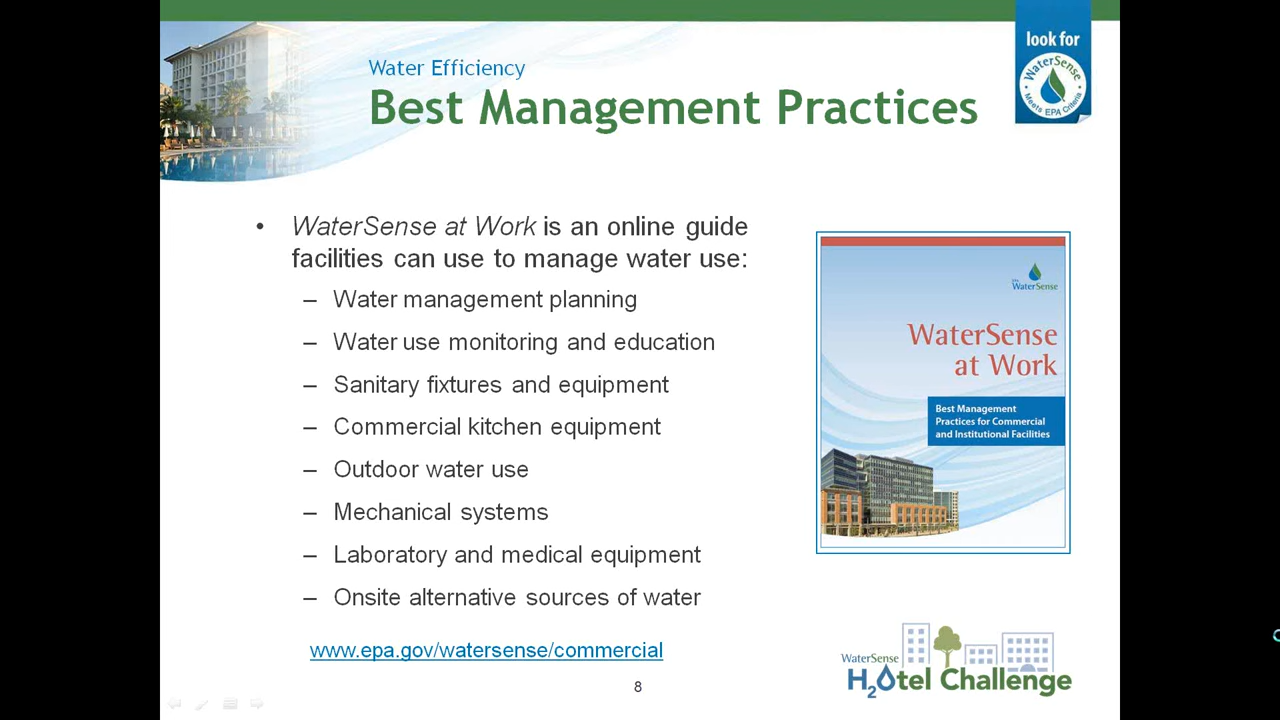 look for
WaterSense
Meets EPA Criteria
Water Efficiency
Best Management Practices
• WaterSense at Work is an online guide
facilities can use to manage water use:
– Water management planning
– Water use monitoring and education
– Sanitary fixtures and equipment
– Commercial kitchen equipment
– Outdoor water use
– Mechanical systems
– Laboratory and medical equipment
– Onsite alternative sources of water
www.epa.gov/watersense/commercial
EPA
WaterSense
WaterSense
at Work
Best Management
Practices for Commercial
and Institutional Facilities
WaterSense
H2Otel Challenge
8